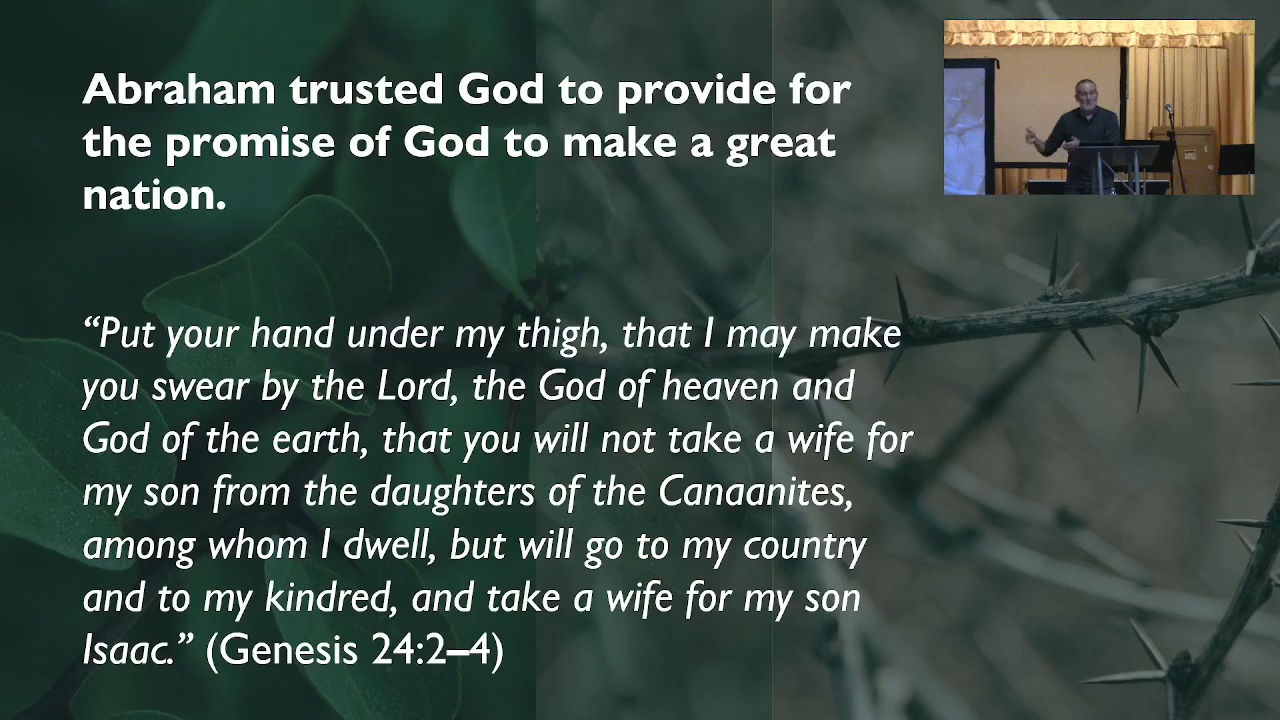 Abraham trusted God to provide for
the promise of God to make a great
nation.
“Put your hand under my thigh, that I may make
you swear by the Lord, the God of heaven and
God of the earth, that you will not take a wife for
my son from the daughters of the Canaanites,
among whom I dwell, but will go to my country
and to my kindred, and take a wife for my son
Isaac.” (Genesis 24:2–4)